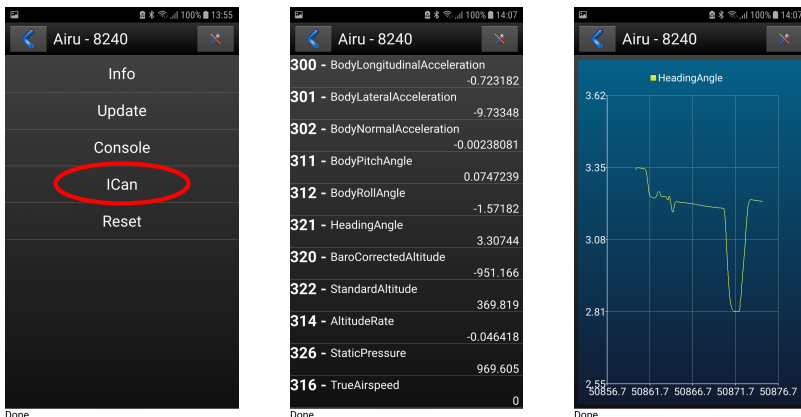 100% 13:55
Airu - 8240
Info
Update
Console
ICan
Reset
Done
100% 14:07
Airu - 8240
300 - BodyLongitudinalAcceleration
-0.723182
301 - BodyLateralAcceleration
-9.73348
302 - BodyNormalAcceleration
-0.00238081
311 - BodyPitchAngle
0.0747239
312 - BodyRollAngle
-1.57182
321 - HeadingAngle
3.30744
320 - BaroCorrectedAltitude
-951.166
322 - StandardAltitude
369.819
314 - AltitudeRate
-0.046418
326 - StaticPressure
969.605
316 - TrueAirspeed
0
Done
100% 14:07
Airu - 8240
HeadingAngle
3.62
3.35
3.08
2.81
2.55
50856.7 50861.7 50866.7 50871.7 50876.7
Done